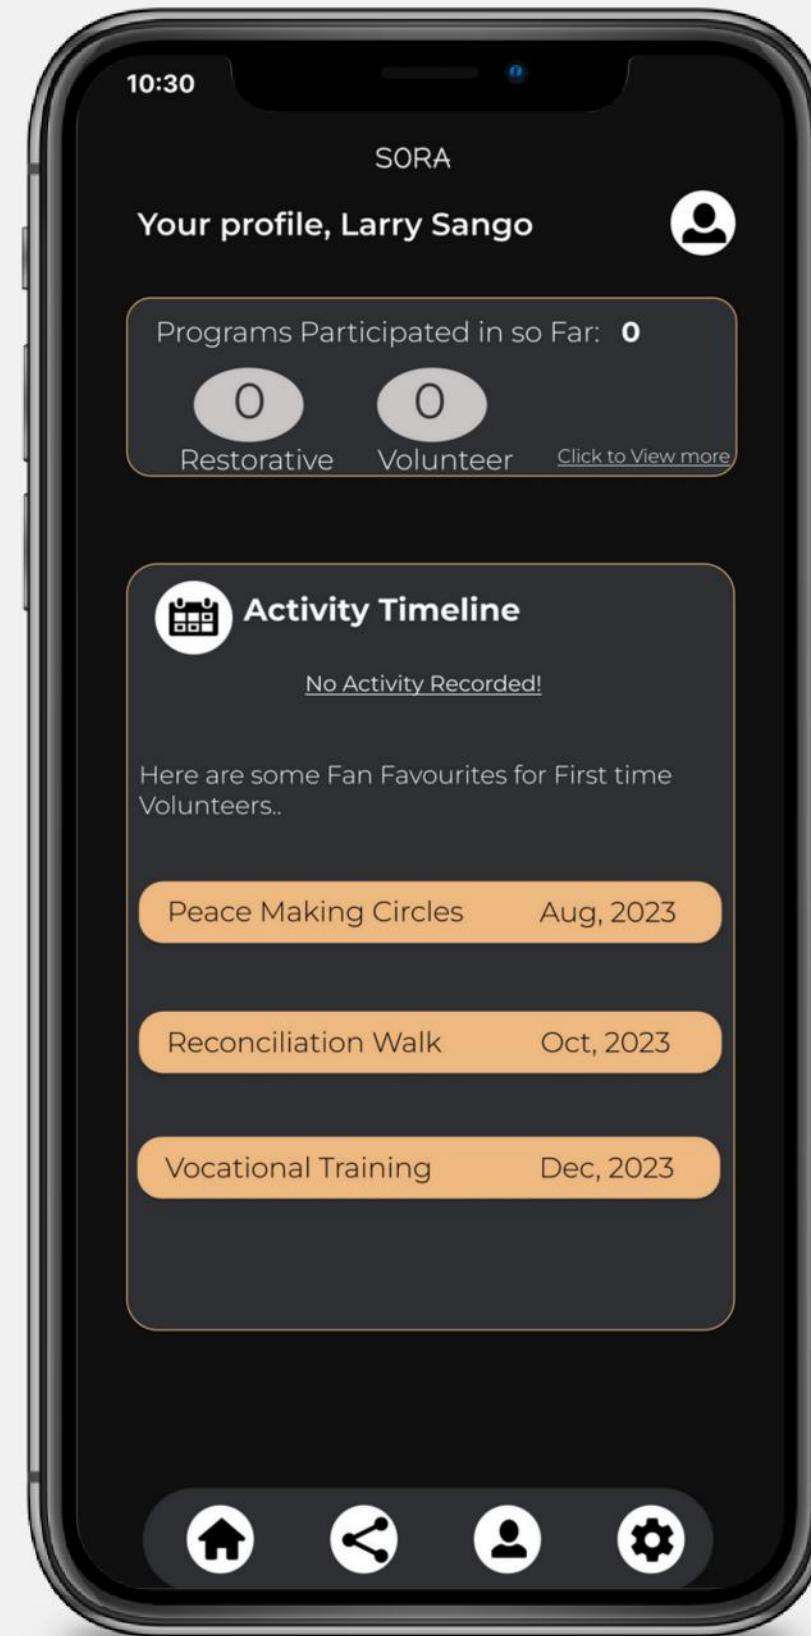 10:30
SORA
Your profile, Larry Sango
Programs Participated in so Far: 0
0 0
Restorative Volunteer Click to View more
Activity Timeline
No Activity Recorded!
Here are some Fan Favourites for First time
Volunteers..
Peace Making Circles Aug, 2023
Reconciliation Walk Oct, 2023
Vocational Training Dec, 2023